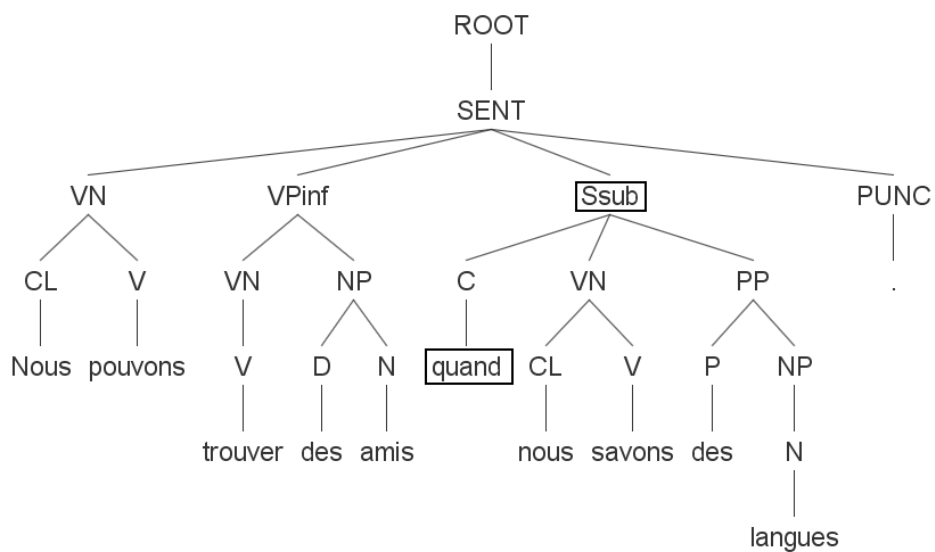 ROOT
SENT
VN VPinf Ssub PUNC
CL V VN NP C VN PP .
Nous pouvons V D N quand CL V P NP
trouver des amis nous savons des N
langues